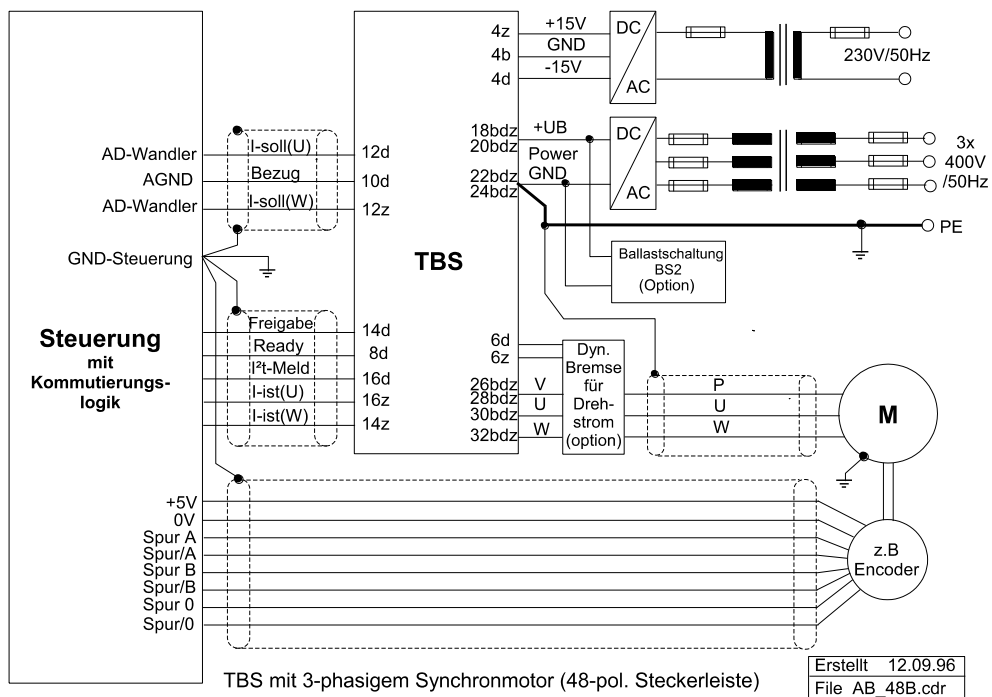 4z
+15V
DC
4b
GND
230V/50Hz
4d
-15V
AC
18bdz
+UB
DC
20bdz
3x
I-soll(U)
Power
400V
AD-Wandler
12d
GND
/50Hz
AGND
Bezug
10d
22bdz
AC
24bdz
AD-Wandler
I-soll(W)
12z
PE
GND-Steuerung
TBS
Ballastschaltung
BS2
(Option)
Steuerung
mit
Kommutierungs-
logik
Freigabe
14d
Ready
8d
I²t-Meld
16d
I-ist(U)
16z
I-ist(W)
14z
6d
6z
26bdz
V
28bdz
U
30bdz
W
32bdz
Dyn.
Bremse
für
Dreh-
strom
(option)
P
U
W
M
+5V
0V
Spur A
Spur/A
Spur B
Spur/B
Spur 0
Spur/0
z.B
Encoder
TBS mit 3-phasigem Synchronmotor (48-pol. Steckerleiste)
Erstellt 12.09.96
File AB_48B.cdr